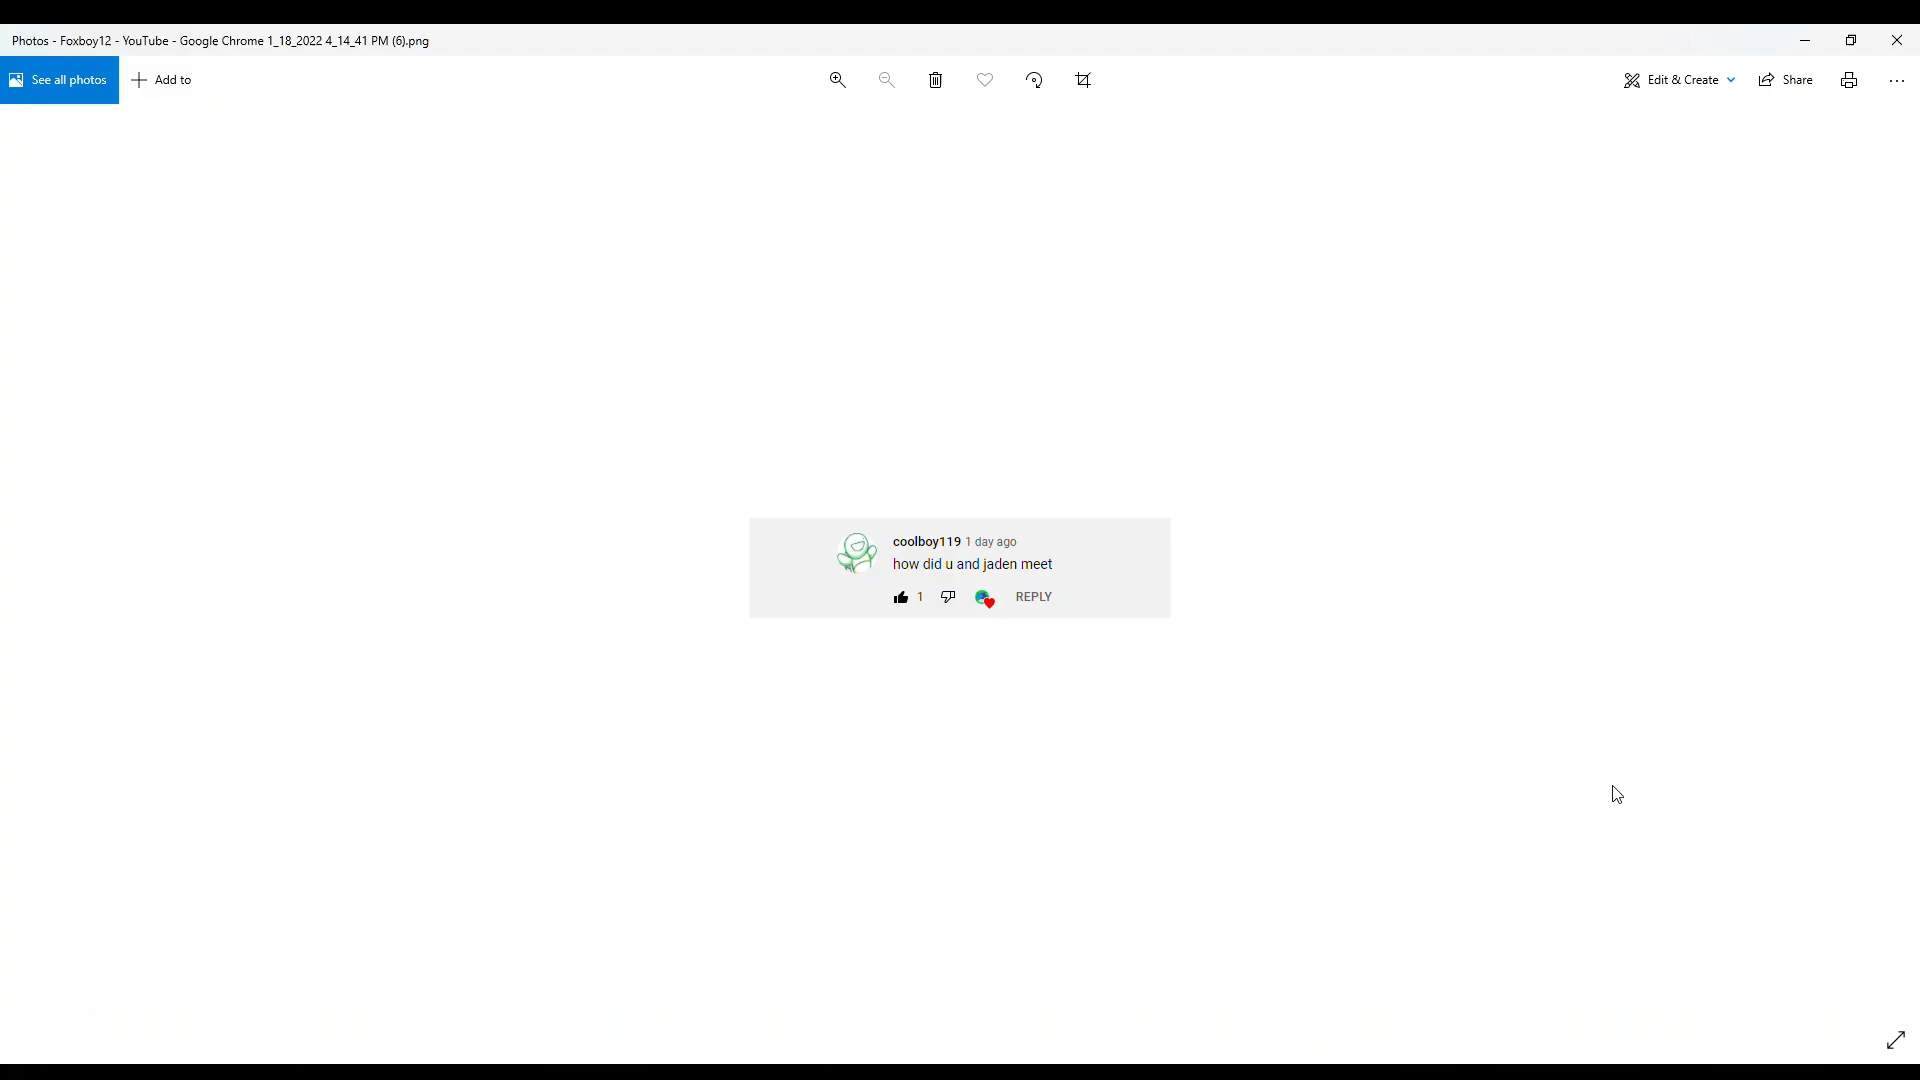 Photos - Foxboy12 - YouTube - Google Chrome 1_18_2022 4_14_41 PM (6).png
See all photos
Add to
Edit & Create
Share
coolboy119 1 day ago
how did u and jaden meet
1
REPLY